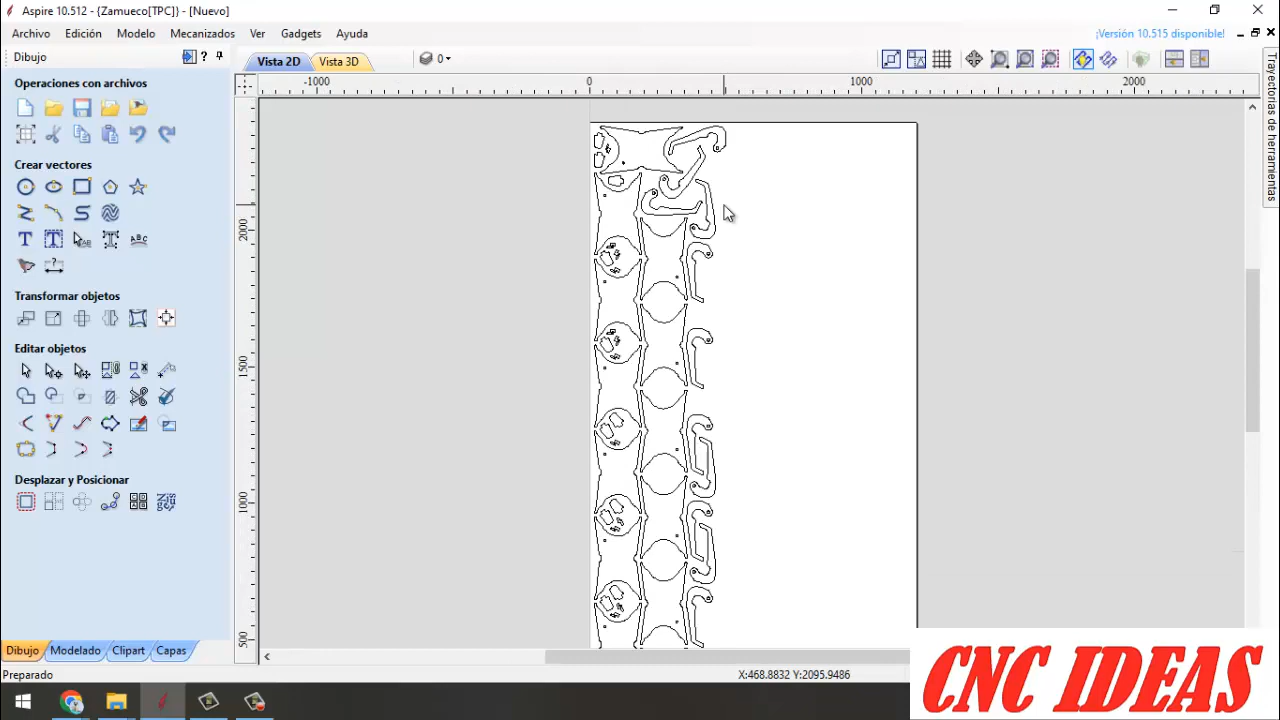 Aspire 10.512 - {Zamueco[TPC]} - [Nuevo]
Archivo Edición Modelo Mecanizados Ver Gadgets Ayuda
¡Versión 10.515 disponible!
Dibujo
Vista 2D Vista 3D
0
Operaciones con archivos
-1000 0 1000 2000
Crear vectores
Transformar objetos
Editar objetos
Desplazar y Posicionar
2000
1500
1000
500
Trayectorias de herramientas
Dibujo Modelado Clipart Capas
Preparado
X:468.8832 Y:2095.9486
CNC IDEAS